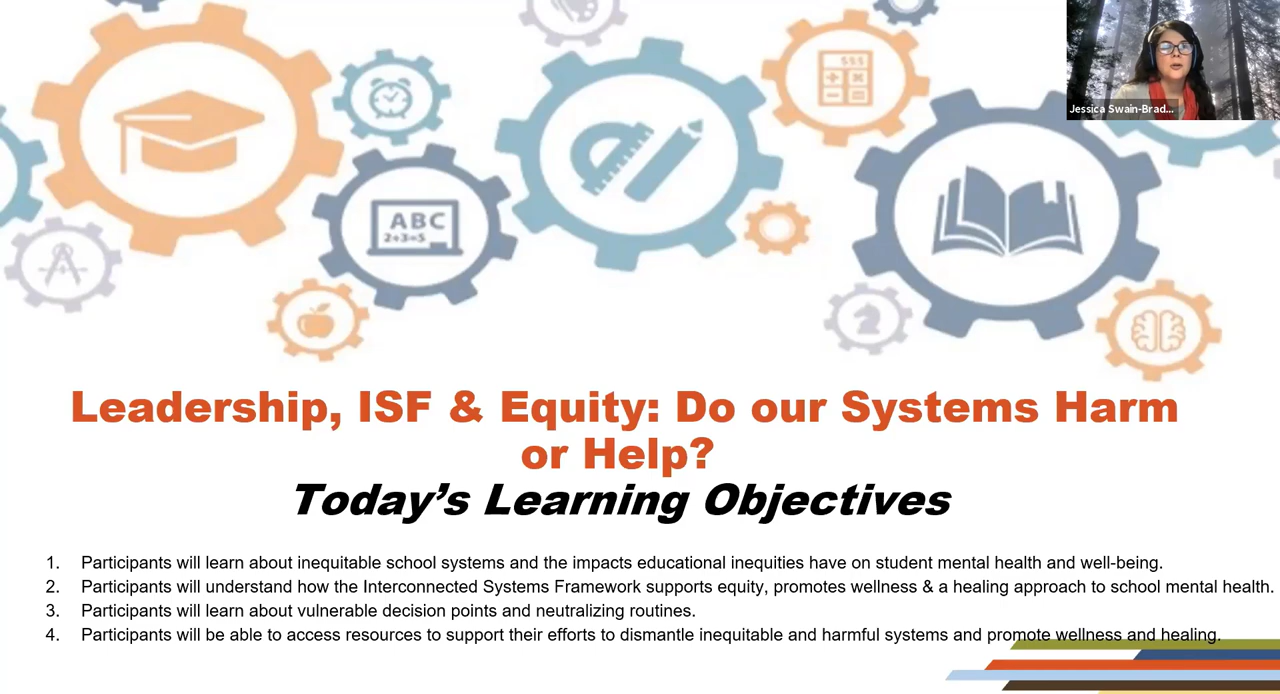 $$$
Jessica Swain-Brad...
ABC
2+3=5
Leadership, ISF & Equity: Do our Systems Harm
or Help?
Today’s Learning Objectives
1. Participants will learn about inequitable school systems and the impacts educational inequities have on student mental health and well-being.
2. Participants will understand how the Interconnected Systems Framework supports equity, promotes wellness & a healing approach to school mental health.
3. Participants will learn about vulnerable decision points and neutralizing routines.
4. Participants will be able to access resources to support their efforts to dismantle inequitable and harmful systems and promote wellness and healing.